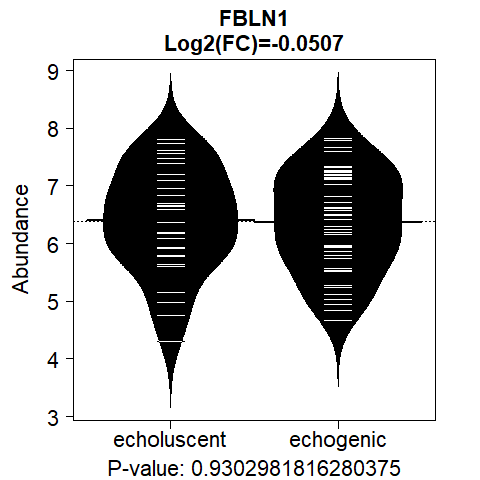 FBLN1
Log2(FC)=-0.0507
9
8
7
6
5
4
3
Abundance
echoluscent echogenic
P-value: 0.9302981816280375